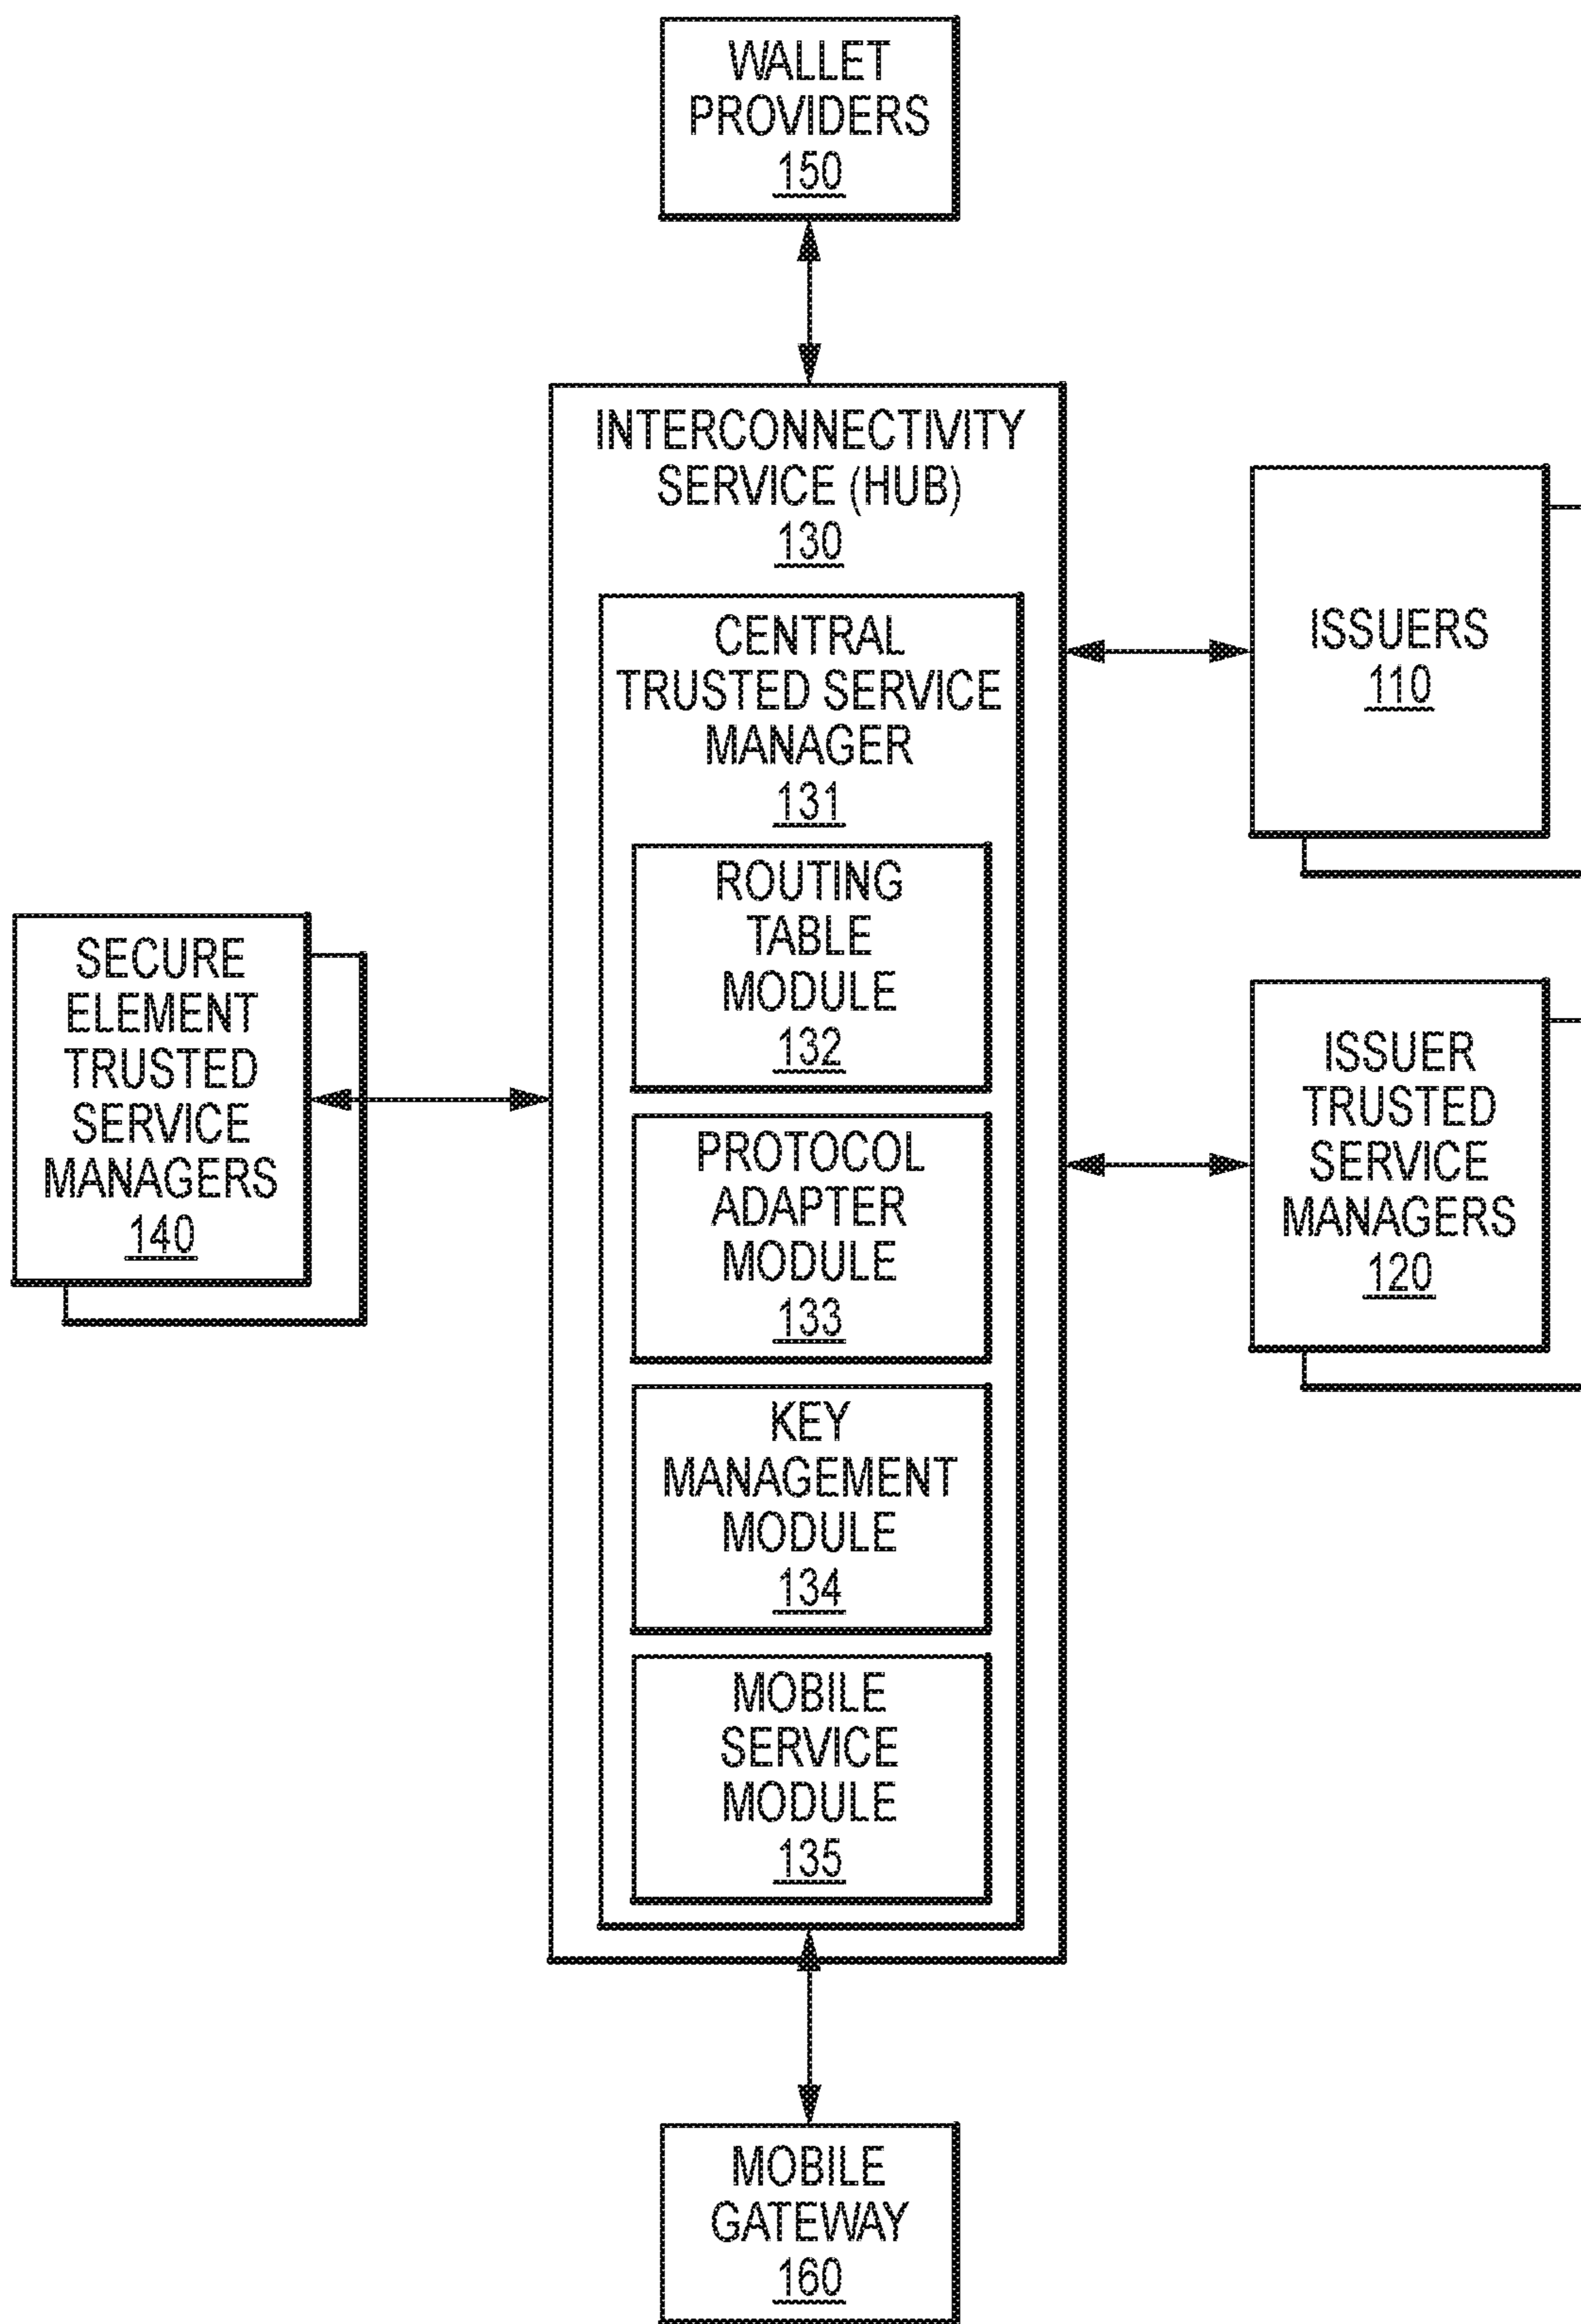 WALLET
PROVIDERS
150
INTERCONNECTIVITY
SERVICE (HUB)
130
CENTRAL
TRUSTED SERVICE
MANAGER
131
ROUTING
TABLE
MODULE
132
PROTOCOL
ADAPTER
MODULE
133
KEY
MANAGEMENT
MODULE
134
MOBILE
SERVICE
MODULE
135
SECURE
ELEMENT
TRUSTED
SERVICE
MANAGERS
140
ISSUERS
110
ISSUER
TRUSTED
SERVICE
MANAGERS
120
MOBILE
GATEWAY
160